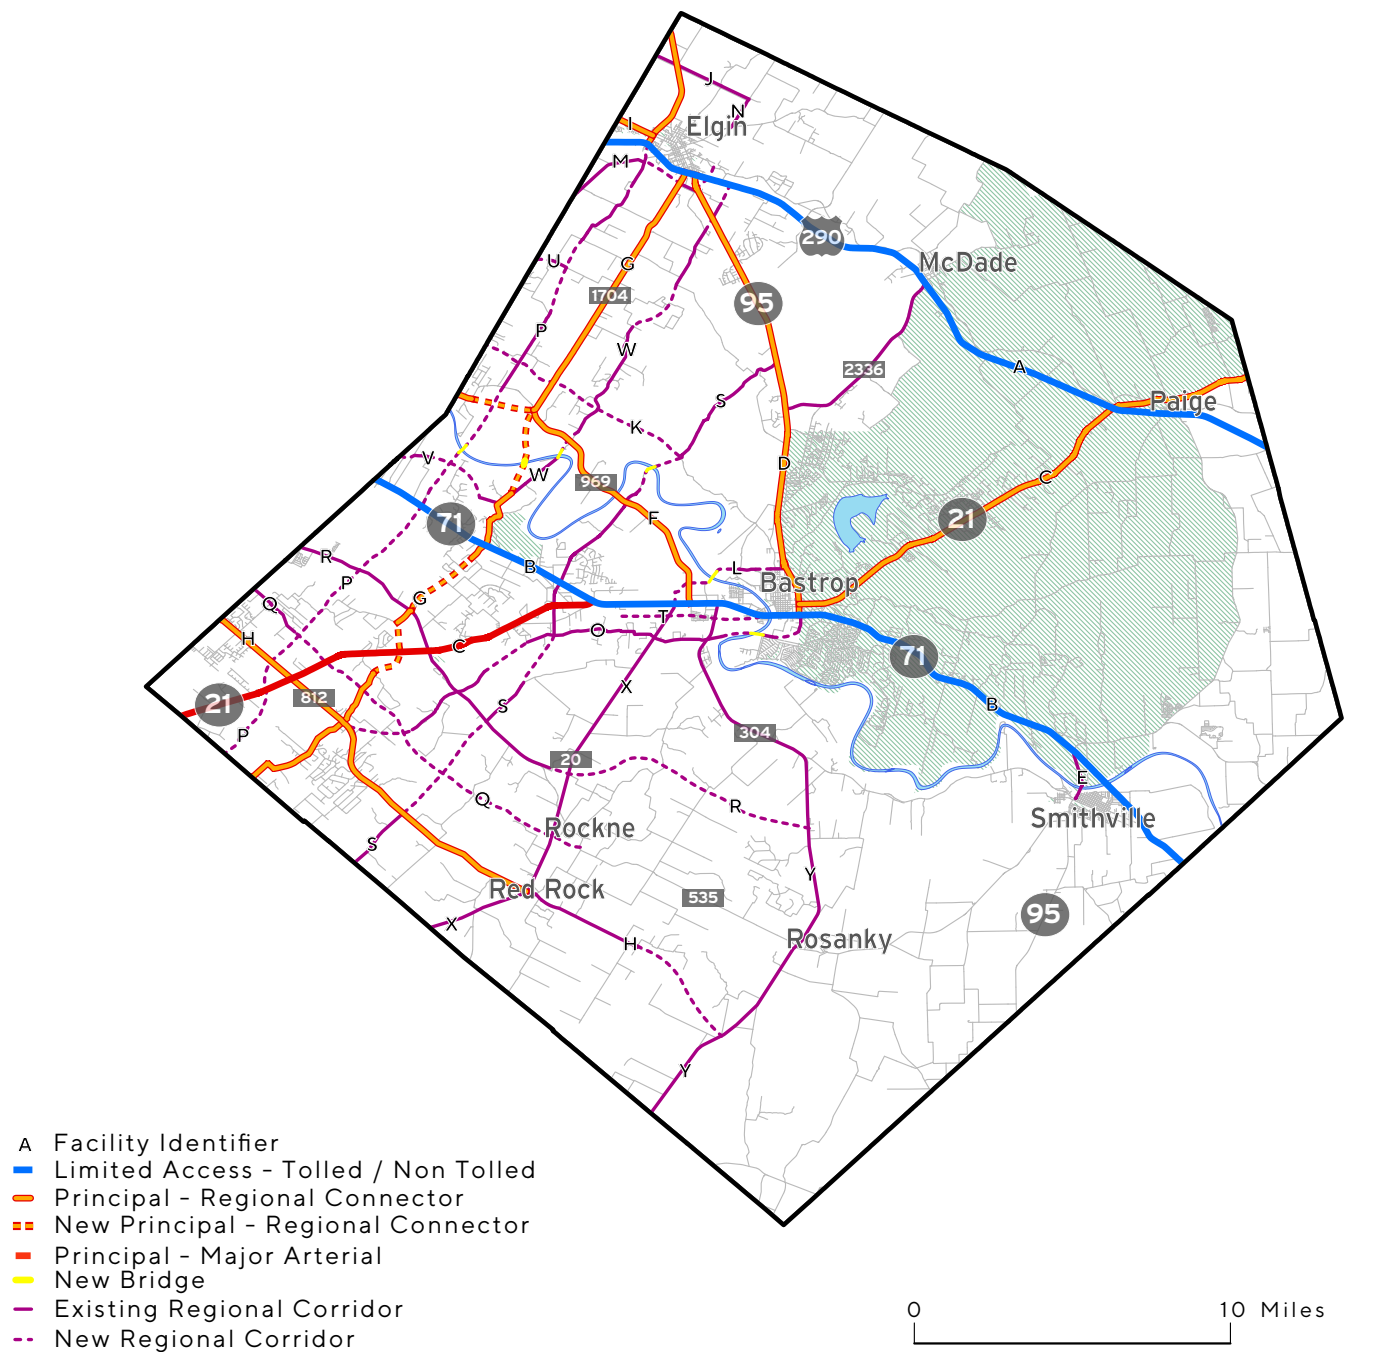 J
N
Elgin
I
M
290
U
G
McDade
1704
95
P
W
A
2336
S
Paige
K
V
D
W
C
969
71
F
21
R
B
L
Bastrop
P
Q
G
T
O
H
C
71
X
812
21
S
B
304
P
20
E
Q
R
Smithville
Rockne
S
Y
Red Rock
535
95
X
H
Rosanky
Y
A Facility Identifier
Limited Access - Tolled / Non Tolled
Principal - Regional Connector
New Principal - Regional Connector
Principal - Major Arterial
New Bridge
Existing Regional Corridor
New Regional Corridor
0 10 Miles